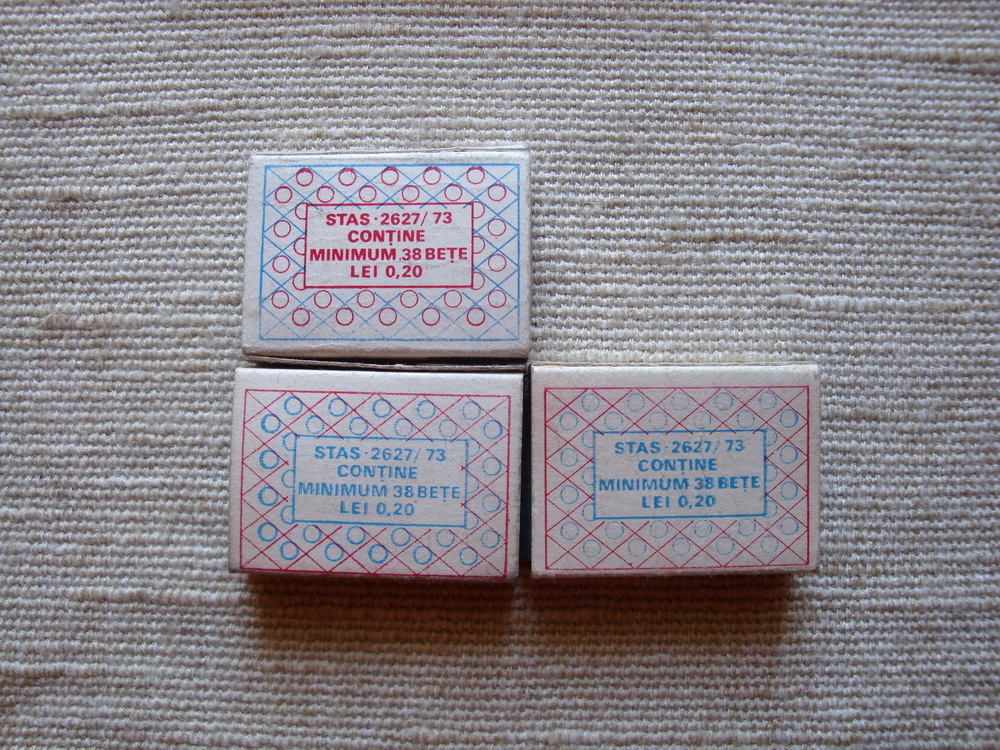 STAS·2627/73
CONȚINE
MINIMUM 38 BEȚE
LEI 0,20
STAS·2627/73
CONȚINE
MINIMUM 38 BEȚE
LEI 0,20
STAS·2627/73
CONȚINE
MINIMUM 38 BEȚE
LEI 0,20